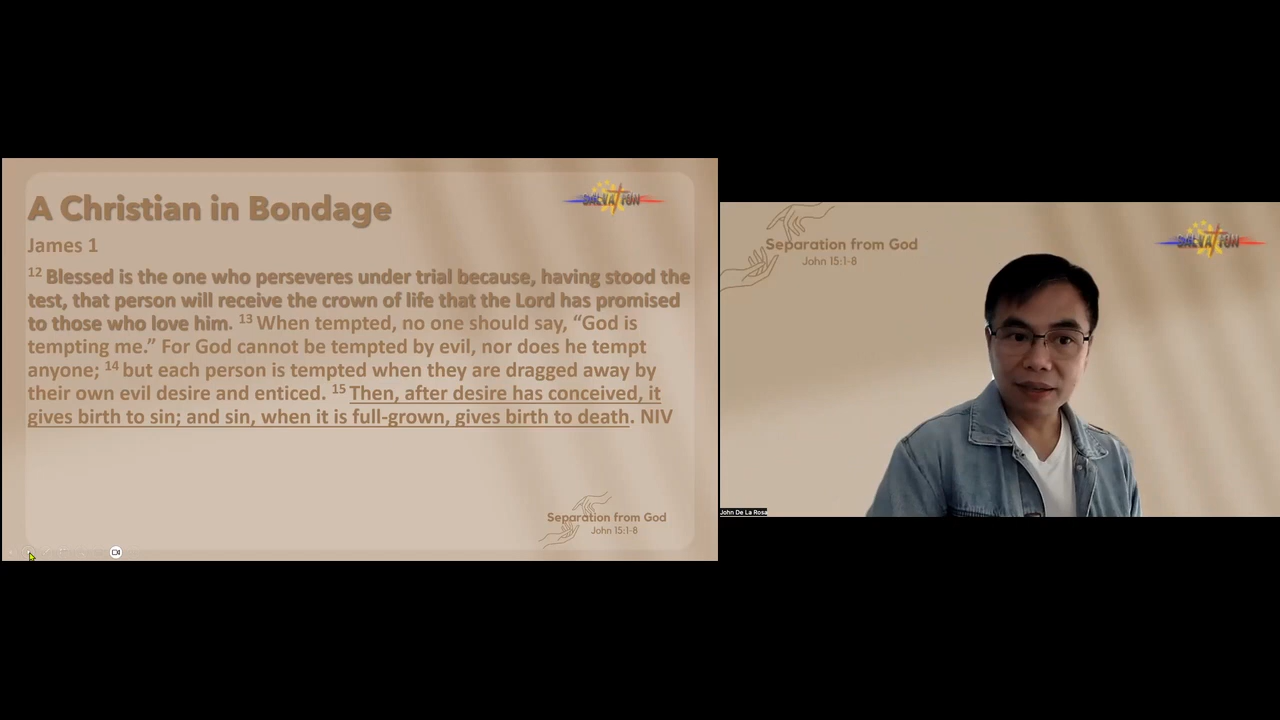 A Christian in Bondage
SALVATION
James 1
12 Blessed is the one who perseveres under trial because, having stood the
test, that person will receive the crown of life that the Lord has promised
to those who love him. 13 When tempted, no one should say, “God is
tempting me.” For God cannot be tempted by evil, nor does he tempt
anyone; 14 but each person is tempted when they are dragged away by
their own evil desire and enticed. 15 Then, after desire has conceived, it
gives birth to sin; and sin, when it is full-grown, gives birth to death. NIV
Separation from God
John 15:1-8
Separation from God
John 15:1-8
SALVATION
John De La Rosa